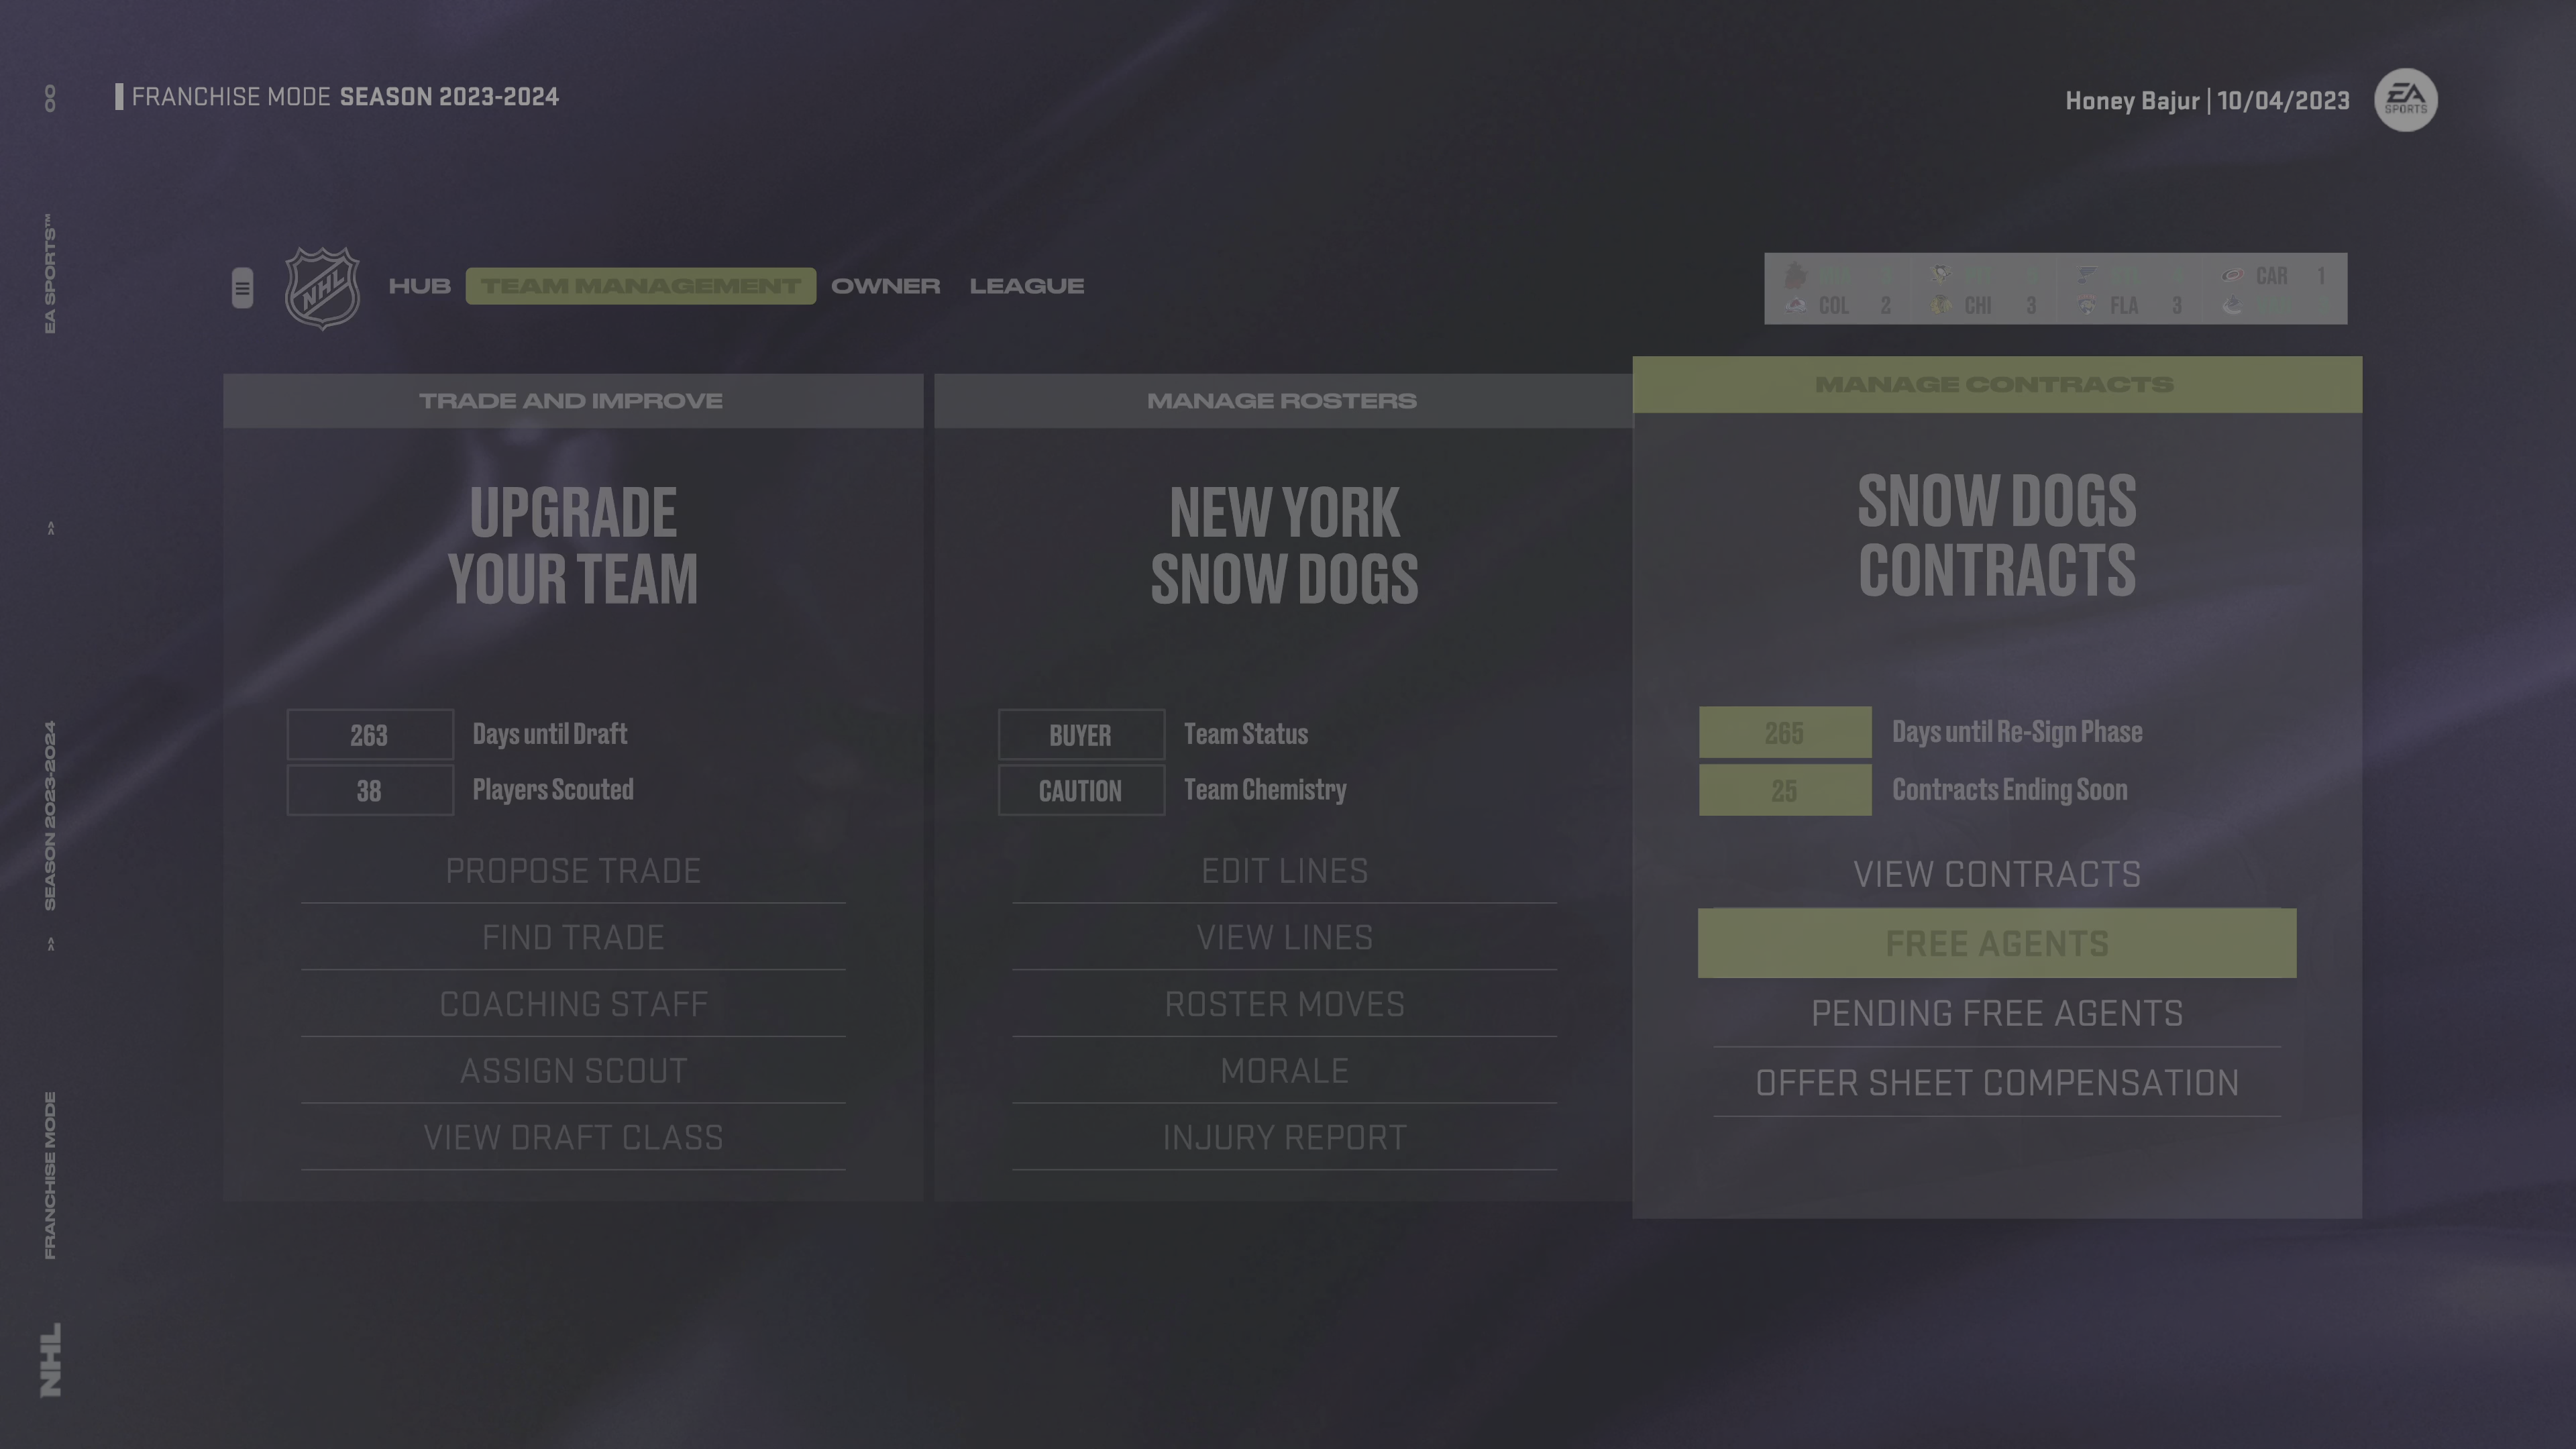 FRANCHISE MODE SEASON 2023-2024
Honey Bajur | 10/04/2023
EA SPORTS
EA SPORTS™
SEASON 2023-2024
FRANCHISE MODE
NHL
NHL
HUB TEAM MANAGEMENT OWNER LEAGUE
CAR 1
COL 2 CHI 3 FLA 3
TRADE AND IMPROVE
UPGRADE
YOUR TEAM
263 Days until Draft
38 Players Scouted
PROPOSE TRADE
FIND TRADE
COACHING STAFF
ASSIGN SCOUT
VIEW DRAFT CLASS
MANAGE ROSTERS
NEW YORK
SNOW DOGS
BUYER Team Status
CAUTION Team Chemistry
EDIT LINES
VIEW LINES
ROSTER MOVES
MORALE
INJURY REPORT
MANAGE CONTRACTS
SNOW DOGS
CONTRACTS
265 Days until Re-Sign Phase
25 Contracts Ending Soon
VIEW CONTRACTS
FREE AGENTS
PENDING FREE AGENTS
OFFER SHEET COMPENSATION